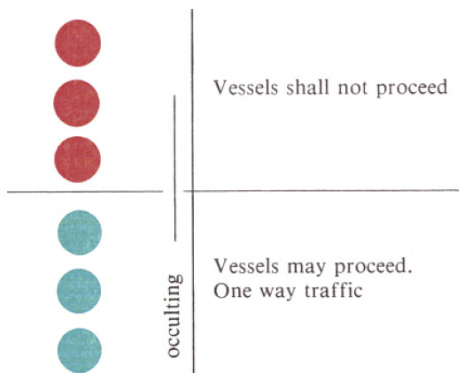 Vessels shall not proceed
Vessels may proceed.
One way traffic
occulting